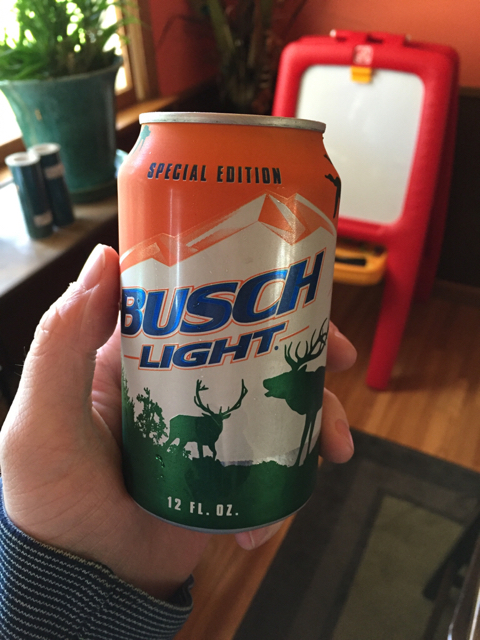 SPECIAL EDITION
BUSCH
LIGHT.
12 FL. OZ.